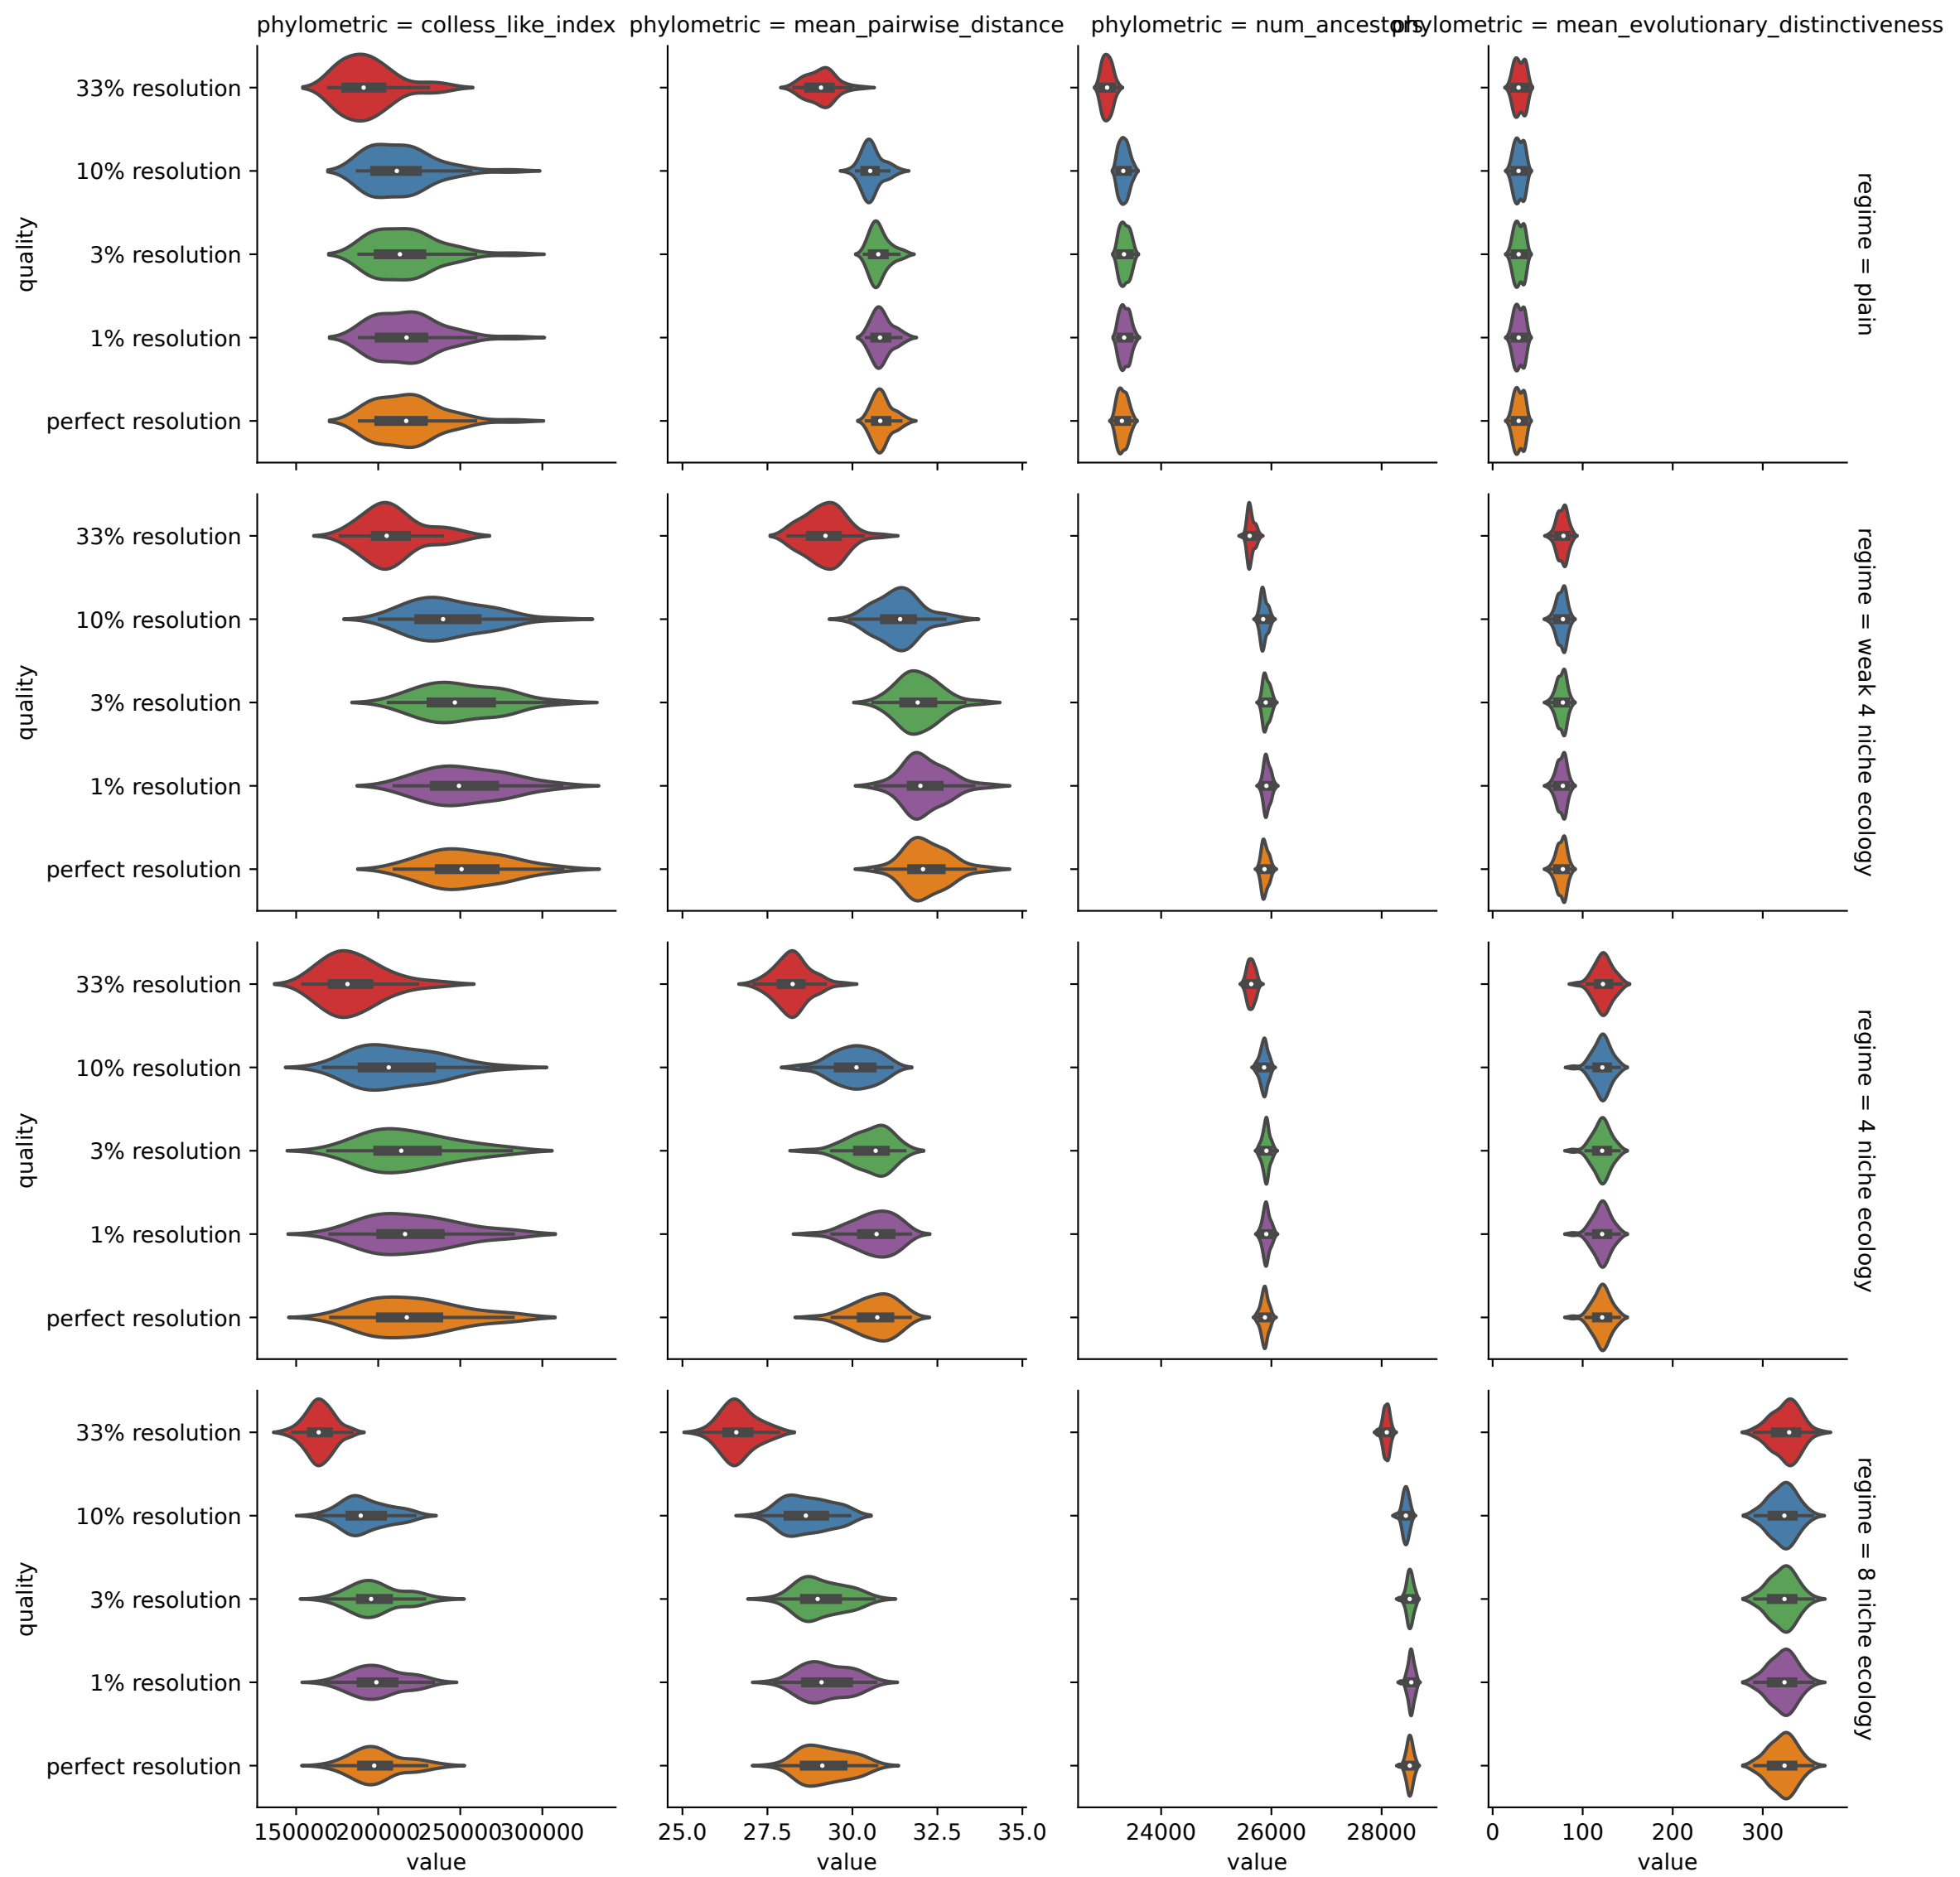 phylometric = colless_like_index
phylometric = mean_pairwise_distance
phylometric = num_ancestors
phylometric = mean_evolutionary_distinctiveness
quality
33% resolution
10% resolution
3% resolution
1% resolution
perfect resolution
regime = plain
quality
33% resolution
10% resolution
3% resolution
1% resolution
perfect resolution
regime = weak 4 niche ecology
quality
33% resolution
10% resolution
3% resolution
1% resolution
perfect resolution
regime = 4 niche ecology
quality
33% resolution
10% resolution
3% resolution
1% resolution
perfect resolution
regime = 8 niche ecology
150000 200000 250000 300000
25.0 27.5 30.0 32.5 35.0
24000 26000 28000
0 100 200 300
value
value
value
value